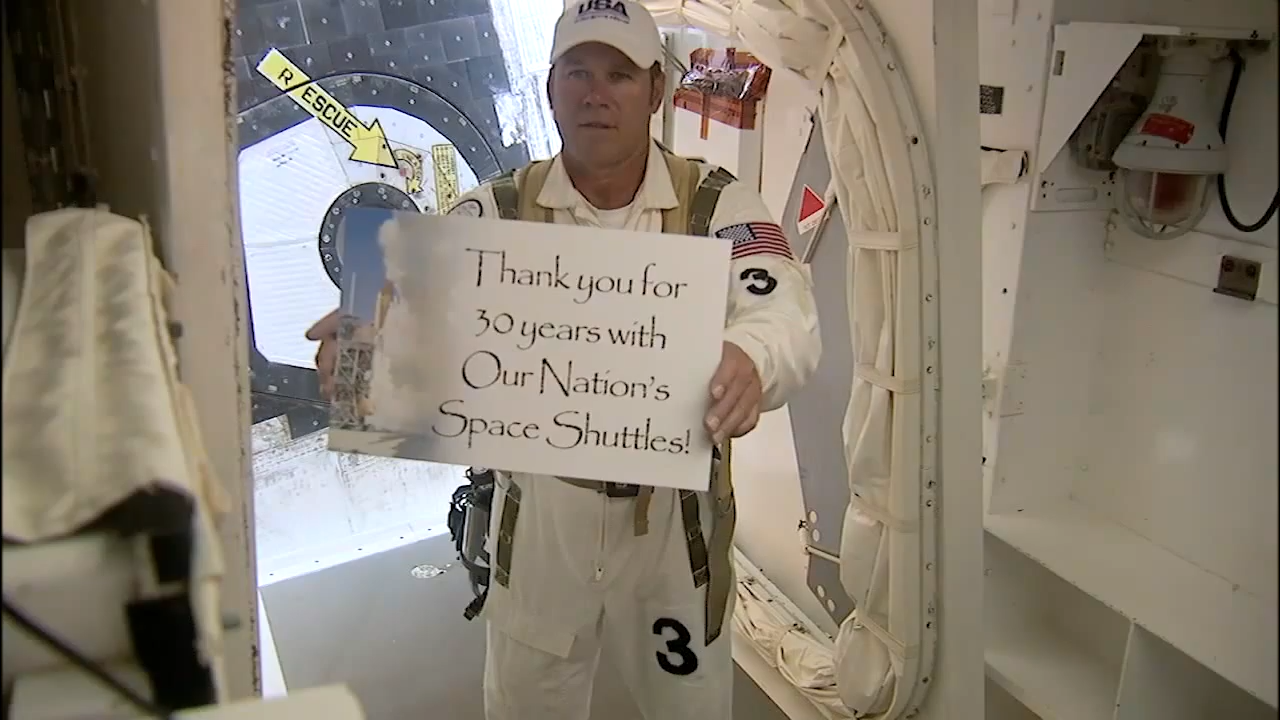 USA
RESCUE
Thank you for
30 years with
Our Nation's
Space Shuttles!
3
3